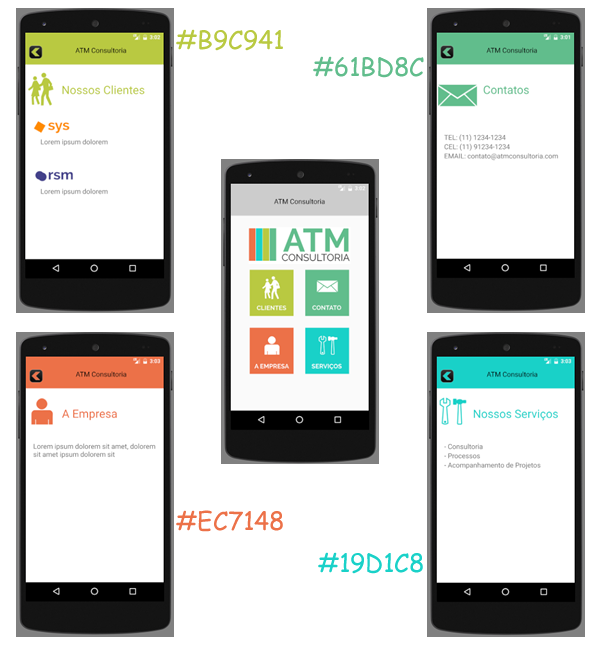 3:02
ATM Consultoria
Nossos Clientes
sys
Lorem ipsum dolorem
rsm
Lorem ipsum dolorem
#B9C941
#61BD8C
3:01
ATM Consultoria
Contatos
TEL: (11) 1234-1234
CEL: (11) 91234-1234
EMAIL: contato@atmconsultoria.com
3:03
ATM Consultoria
ATM
CONSULTORIA
CLIENTES
CONTATO
A EMPRESA
SERVIÇOS
3:03
ATM Consultoria
A Empresa
Lorem ipsum dolorem sit amet, dolorem
sit amet ipsum dolorem sit
#EC7148
#19D1C8
3:03
ATM Consultoria
Nossos Serviços
- Consultoria
- Processos
- Acompanhamento de Projetos